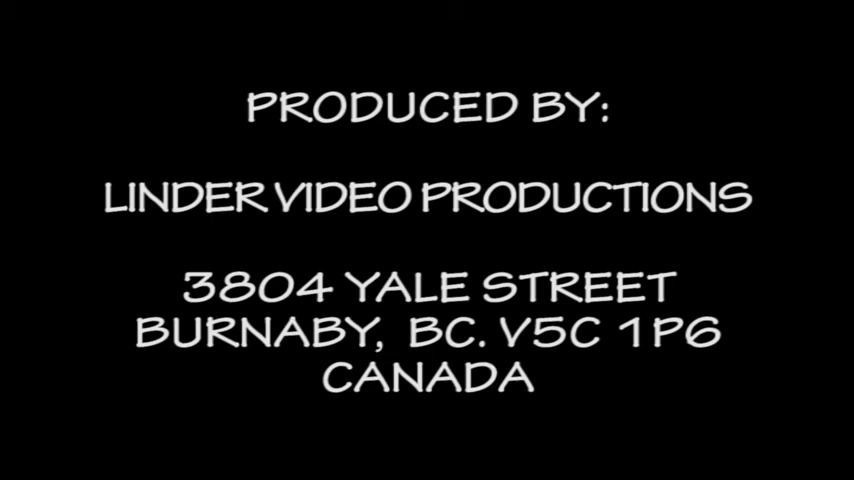 PRODUCED BY:
LINDER VIDEO PRODUCTIONS
3804 YALE STREET
BURNABY, BC. V5C 1P6
CANADA